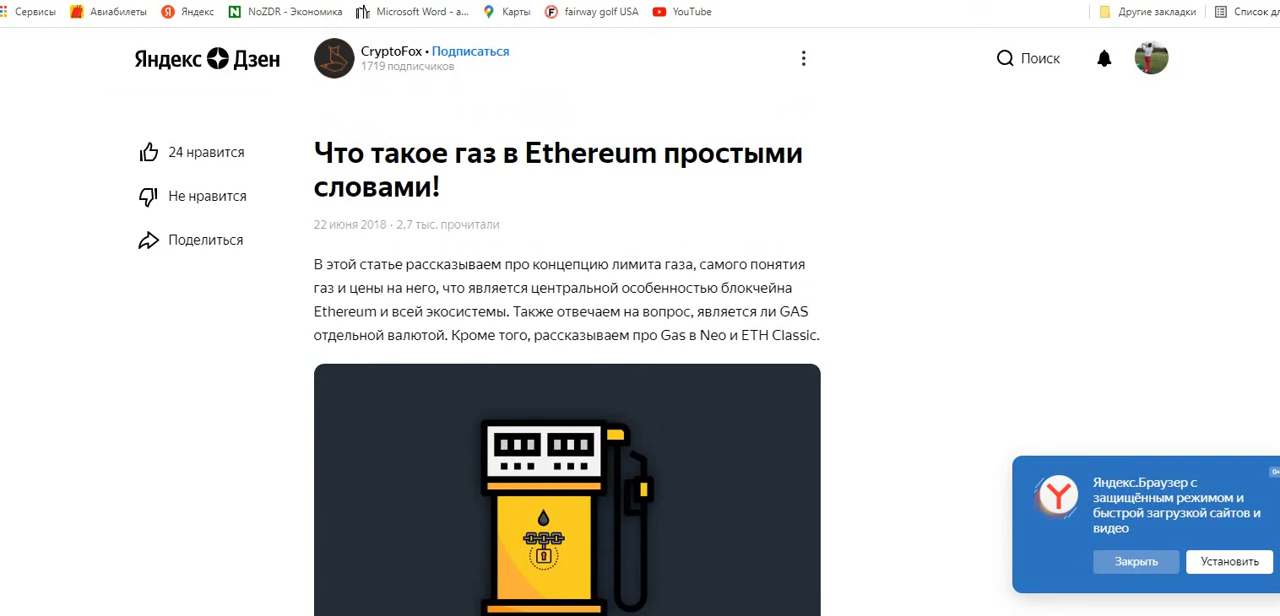 Сервисы Авиабилеты Яндекс NoZDR - Экономика Microsoft Word - a... Карты fairway golf USA YouTube Другие закладки
Яндекс Дзен
CryptoFox • Подписаться
1719 подписчиков
Поиск
24 нравится
Не нравится
Поделиться
Что такое газ в Ethereum простыми
словами!
22 июня 2018 · 2,7 тыс. прочитали
В этой статье рассказываем про концепцию лимита газа, самого понятия
газ и цены на него, что является центральной особенностью блокчейна
Ethereum и всей экосистемы. Также отвечаем на вопрос, является ли GAS
отдельной валютой. Кроме того, рассказываем про Gas в Neo и ETH Classic.
Яндекс.Браузер с
защищённым режимом и
быстрой загрузкой сайтов и
видео
Закрыть Установить